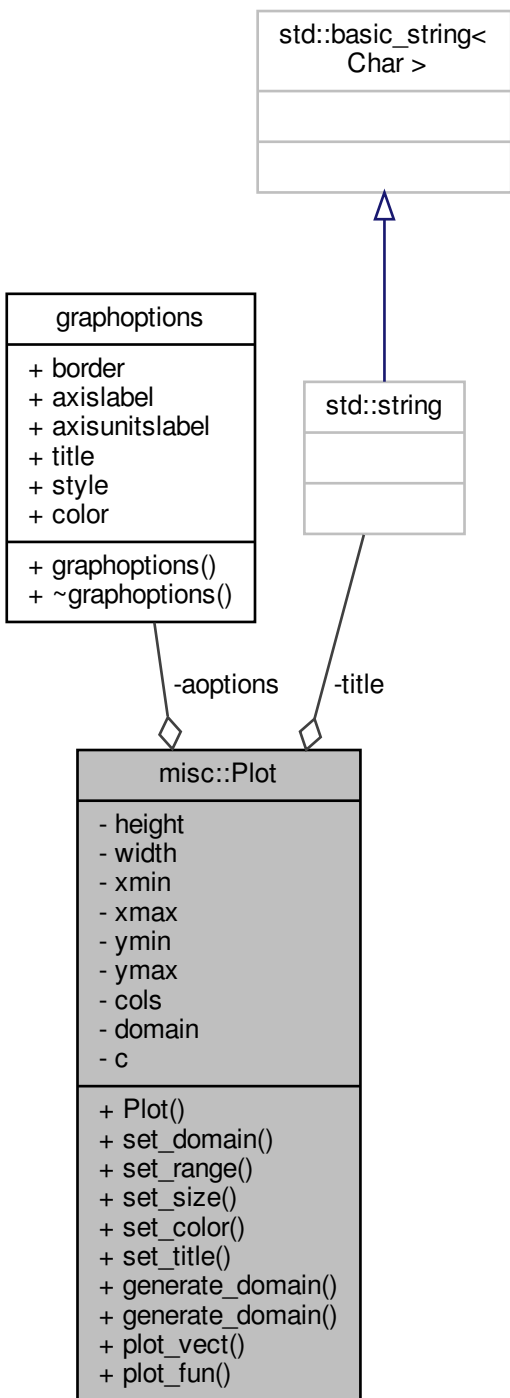 std::basic_string<
Char >
graphoptions
+ border
+ axislabel
+ axisunitslabel
+ title
+ style
+ color
+ graphoptions()
+ ~graphoptions()
std::string
-aoptions
-title
misc::Plot
- height
- width
- xmin
- xmax
- ymin
- ymax
- cols
- domain
- c
+ Plot()
+ set_domain()
+ set_range()
+ set_size()
+ set_color()
+ set_title()
+ generate_domain()
+ generate_domain()
+ plot_vect()
+ plot_fun()